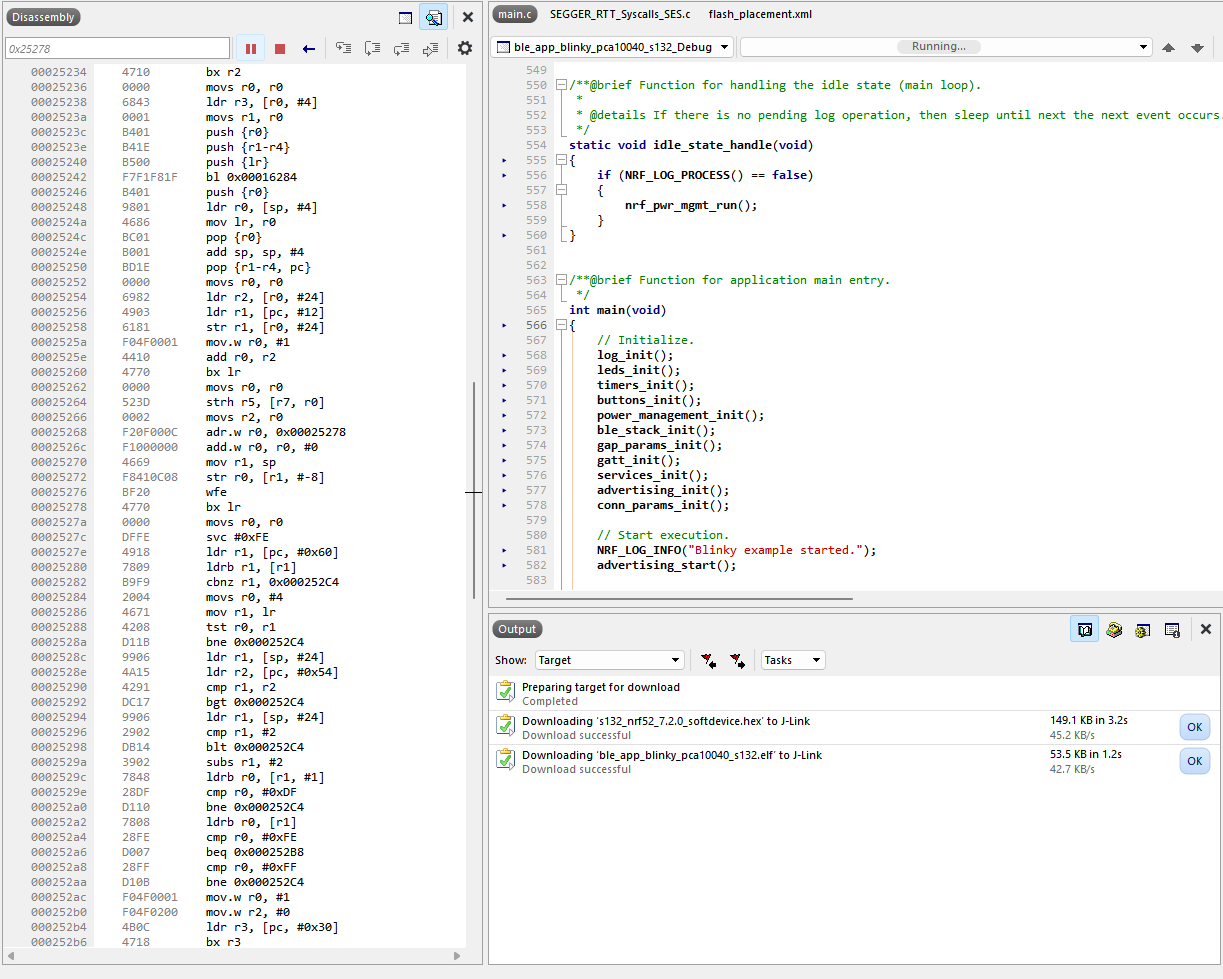 Disassembly
0x25278
00025234 4710 bx r2
00025236 0000 movs r0, r0
00025238 6843 ldr r3, [r0, #4]
0002523a 0001 movs r1, r0
0002523c B401 push {r0}
0002523e B41E push {r1-r4}
00025240 B500 push {lr}
00025242 F7F1F81F bl 0x00016284
00025246 B401 push {r0}
00025248 9801 ldr r0, [sp, #4]
0002524a 4686 mov lr, r0
0002524c BC01 pop {r0}
0002524e B001 add sp, sp, #4
00025250 BD1E pop {r1-r4, pc}
00025252 0000 movs r0, r0
00025254 6982 ldr r2, [r0, #24]
00025256 4903 ldr r1, [pc, #12]
00025258 6181 str r1, [r0, #24]
0002525a F04F0001 mov.w r0, #1
0002525e 4410 add r0, r2
00025260 4770 bx lr
00025262 0000 movs r0, r0
00025264 523D strh r5, [r7, r0]
00025266 0002 movs r2, r0
00025268 F20F000C adr.w r0, 0x00025278
0002526c F1000000 add.w r0, r0, #0
00025270 4669 mov r1, sp
00025272 F8410C08 str r0, [r1, #-8]
00025276 BF20 wfe
00025278 4770 bx lr
0002527a 0000 movs r0, r0
0002527c DFFE svc #0xFE
0002527e 4918 ldr r1, [pc, #0x60]
00025280 7809 ldrb r1, [r1]
00025282 B9F9 cbnz r1, 0x000252C4
00025284 2004 movs r0, #4
00025286 4671 mov r1, lr
00025288 4208 tst r0, r1
0002528a D11B bne 0x000252C4
0002528c 9906 ldr r1, [sp, #24]
0002528e 4A15 ldr r2, [pc, #0x54]
00025290 4291 cmp r1, r2
00025292 DC17 bgt 0x000252C4
00025294 9906 ldr r1, [sp, #24]
00025296 2902 cmp r1, #2
00025298 DB14 blt 0x000252C4
0002529a 3902 subs r1, #2
0002529c 7848 ldrb r0, [r1, #1]
0002529e 28DF cmp r0, #0xDF
000252a0 D110 bne 0x000252C4
000252a2 7808 ldrb r0, [r1]
000252a4 28FE cmp r0, #0xFE
000252a6 D007 beq 0x000252B8
000252a8 28FF cmp r0, #0xFF
000252aa D10B bne 0x000252C4
000252ac F04F0001 mov.w r0, #1
000252b0 F04F0200 mov.w r2, #0
000252b4 4B0C ldr r3, [pc, #0x30]
000252b6 4718 bx r3
main.c SEGGER_RTT_Syscalls_SES.c flash_placement.xml
ble_app_blinky_pca10040_s132_Debug Running...
549
550 /**@brief Function for handling the idle state (main loop).
551 *
552 * @details If there is no pending log operation, then sleep until next the next event occurs.
553 */
554 static void idle_state_handle(void)
555 {
556 if (NRF_LOG_PROCESS() == false)
557 {
558 nrf_pwr_mgmt_run();
559 }
560 }
561
562
563 /**@brief Function for application main entry.
564 */
565 int main(void)
566 {
567 // Initialize.
568 log_init();
569 leds_init();
570 timers_init();
571 buttons_init();
572 power_management_init();
573 ble_stack_init();
574 gap_params_init();
575 gatt_init();
576 services_init();
577 advertising_init();
578 conn_params_init();
579
580 // Start execution.
581 NRF_LOG_INFO("Blinky example started.");
582 advertising_start();
583
Output
Show: Target Tasks
Preparing target for download
Completed
Downloading 's132_nrf52_7.2.0_softdevice.hex' to J-Link 149.1 KB in 3.2s
Download successful 45.2 KB/s
OK
Downloading 'ble_app_blinky_pca10040_s132.elf' to J-Link 53.5 KB in 1.2s
Download successful 42.7 KB/s
OK